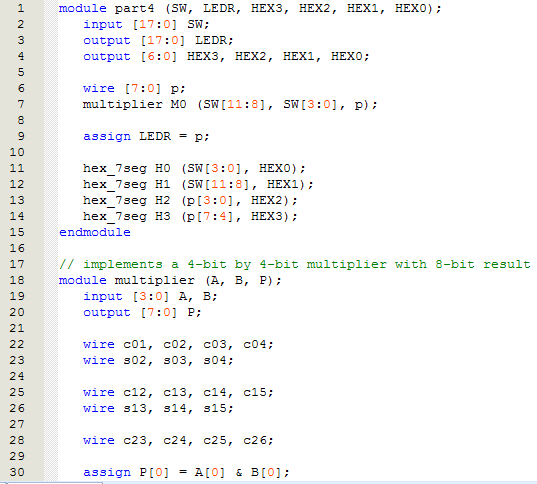 1 module part4 (SW, LEDR, HEX3, HEX2, HEX1, HEX0);
2 input [17:0] SW;
3 output [17:0] LEDR;
4 output [6:0] HEX3, HEX2, HEX1, HEX0;
5
6 wire [7:0] p;
7 multiplier M0 (SW[11:8], SW[3:0], p);
8
9 assign LEDR = p;
10
11 hex_7seg H0 (SW[3:0], HEX0);
12 hex_7seg H1 (SW[11:8], HEX1);
13 hex_7seg H2 (p[3:0], HEX2);
14 hex_7seg H3 (p[7:4], HEX3);
15 endmodule
16
17 // implements a 4-bit by 4-bit multiplier with 8-bit result
18 module multiplier (A, B, P);
19 input [3:0] A, B;
20 output [7:0] P;
21
22 wire c01, c02, c03, c04;
23 wire s02, s03, s04;
24
25 wire c12, c13, c14, c15;
26 wire s13, s14, s15;
27
28 wire c23, c24, c25, c26;
29
30 assign P[0] = A[0] & B[0];